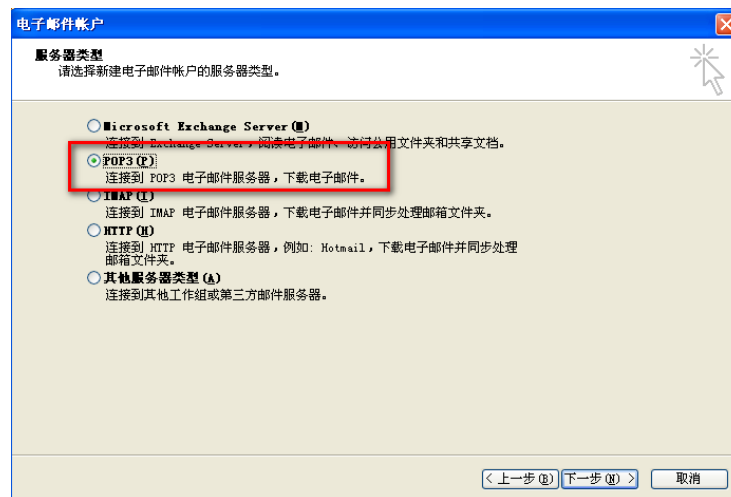 电子邮件帐户
服务器类型
请选择新建电子邮件帐户的服务器类型。
Microsoft Exchange Server(M)
连接到 Exchange Server，阅读电子邮件、访问公用文件夹和共享文档。
POP3(P)
连接到 POP3 电子邮件服务器，下载电子邮件。
IMAP(I)
连接到 IMAP 电子邮件服务器，下载电子邮件并同步处理邮箱文件夹。
HTTP(H)
连接到 HTTP 电子邮件服务器，例如: Hotmail，下载电子邮件并同步处理
邮箱文件夹。
其他服务器类型(A)
连接到其他工作组或第三方邮件服务器。
< 上一步(B) 下一步(N) > 取消